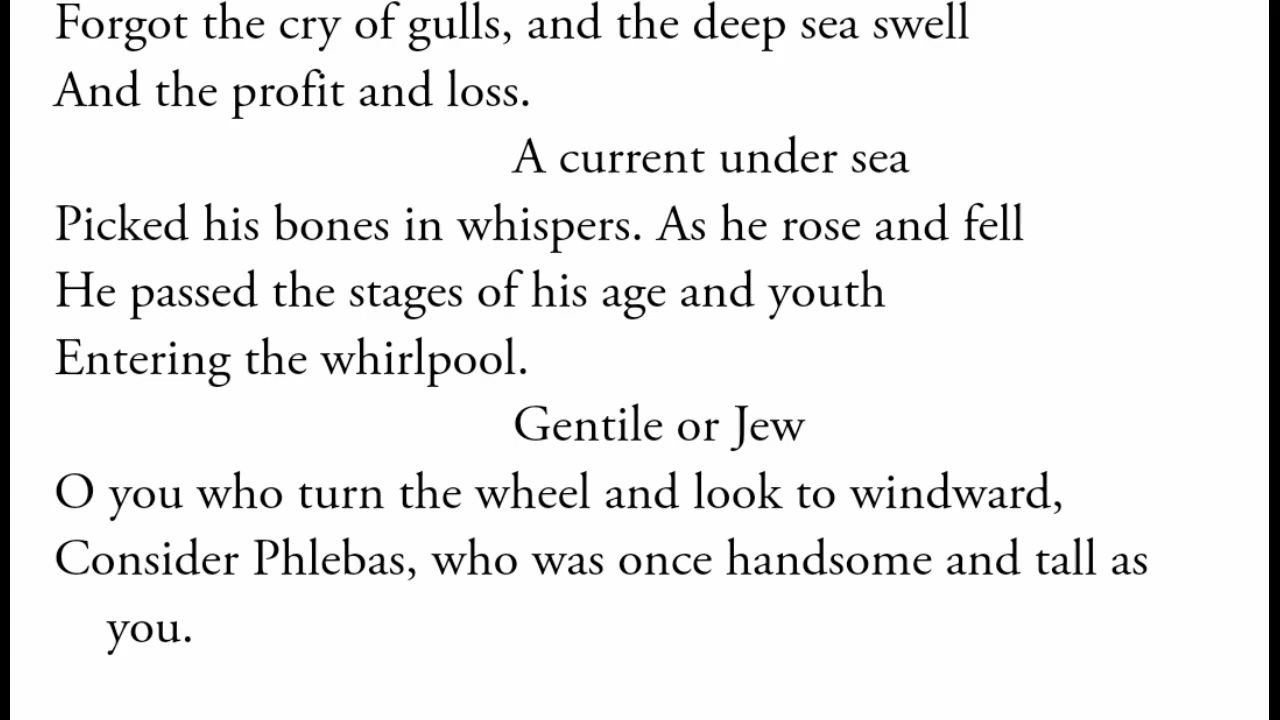 Forgot the cry of gulls, and the deep sea swell
And the profit and loss.
A current under sea
Picked his bones in whispers. As he rose and fell
He passed the stages of his age and youth
Entering the whirlpool.
Gentile or Jew
O you who turn the wheel and look to windward,
Consider Phlebas, who was once handsome and tall as
you.